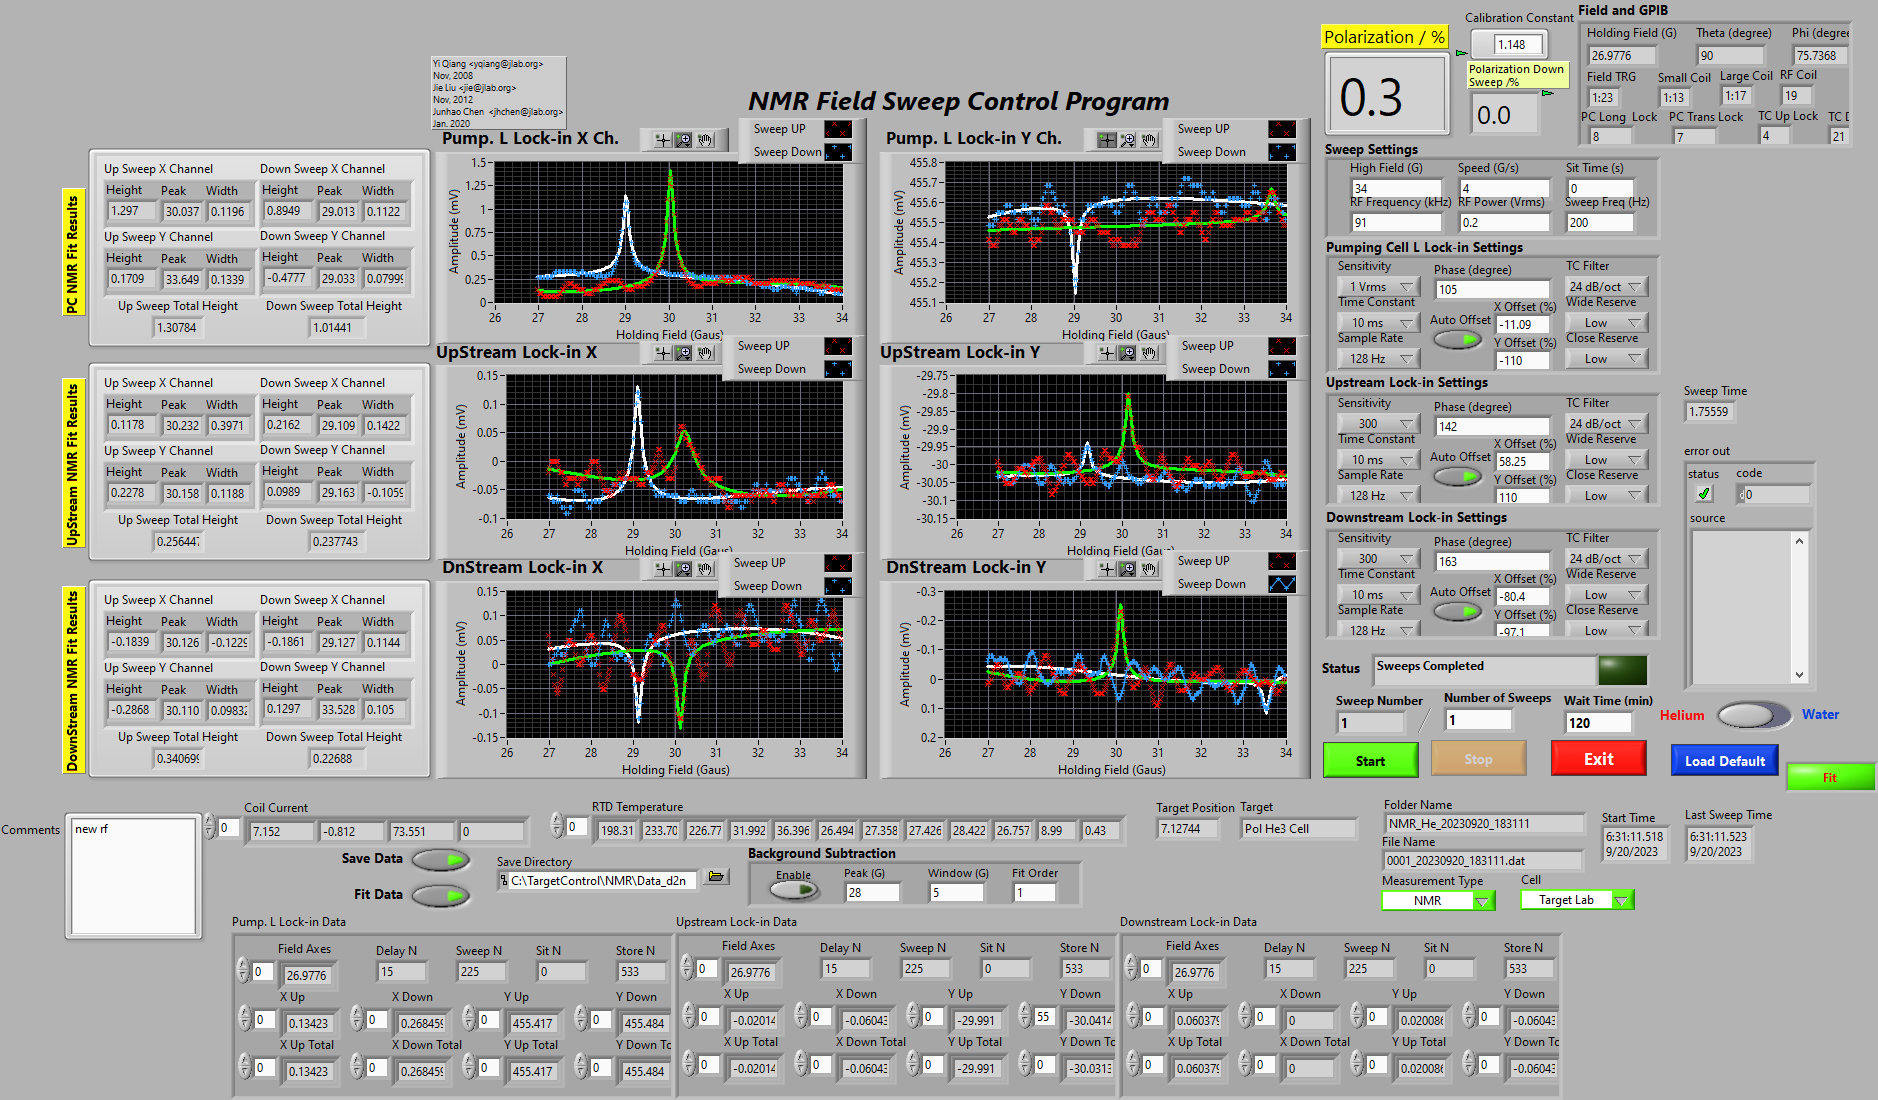 Yi Qiang <yqiang@jlab.org>
Nov, 2008
Jie Liu <jie@jlab.org>
Nov, 2012
Junhao Chen <jhchen@jlab.org>
Jan. 2020
NMR Field Sweep Control Program
Polarization / %
0.3
Calibration Constant
1.148
Polarization Down
Sweep /%
0.0
Field and GPIB
Holding Field (G) Theta (degree) Phi (degree
26.9776 90 75.7368
Field TRG Small Coil Large Coil RF Coil
1:23 1:13 1:17 19
PC Long Lock PC Trans Lock TC Up Lock TC D
8 7 4 21
PC NMR Fit Results
Up Sweep X Channel Down Sweep X Channel
Height Peak Width Height Peak Width
1.297 30.037 0.1196 0.8949 29.013 0.1122
Up Sweep Y Channel Down Sweep Y Channel
Height Peak Width Height Peak Width
0.1709 33.649 0.1339 -0.4777 29.033 0.07999
Up Sweep Total Height Down Sweep Total Height
1.30784 1.01441
Pump. L Lock-in X Ch.
Sweep UP
Sweep Down
Amplitude (mV)
1.5
1.25
1
0.75
0.5
0.25
0
27 28 29 30 31 32 33 34
Holding Field (Gaus)
Pump. L Lock-in Y Ch.
Sweep UP
Sweep Down
Amplitude (mV)
455.8
455.7
455.6
455.5
455.4
455.3
455.2
455.1
26 27 28 29 30 31 32 33 34
Holding Field (Gaus)
UpStream NMR Fit Results
Up Sweep X Channel Down Sweep X Channel
Height Peak Width Height Peak Width
0.1178 30.232 0.3971 0.2162 29.109 0.1422
Up Sweep Y Channel Down Sweep Y Channel
Height Peak Width Height Peak Width
0.2278 30.158 0.1188 0.0989 29.163 -0.1059
Up Sweep Total Height Down Sweep Total Height
0.256447 0.237743
UpStream Lock-in X
Sweep UP
Sweep Down
Amplitude (mV)
0.15
0.1
0.05
0
-0.05
-0.1
26 27 28 29 30 31 32 33 34
Holding Field (Gaus)
UpStream Lock-in Y
Sweep UP
Sweep Down
Amplitude (mV)
-29.75
-29.8
-29.85
-29.9
-29.95
-30
-30.05
-30.1
-30.15
26 27 28 29 30 31 32 33 34
Holding Field (Gaus)
DownStream NMR Fit Results
Up Sweep X Channel Down Sweep X Channel
Height Peak Width Height Peak Width
-0.1839 30.126 -0.1229 -0.1861 29.127 0.1144
Up Sweep Y Channel Down Sweep Y Channel
Height Peak Width Height Peak Width
-0.2868 30.110 0.09832 0.1297 33.528 0.105
Up Sweep Total Height Down Sweep Total Height
0.340699 0.22688
DnStream Lock-in X
Sweep UP
Sweep Down
Amplitude (mV)
0.15
0.1
0.05
0
-0.05
-0.1
-0.15
26 27 28 29 30 31 32 33 34
Holding Field (Gaus)
DnStream Lock-in Y
Sweep UP
Sweep Down
Amplitude (mV)
-0.3
-0.2
-0.1
0
0.1
0.2
26 27 28 29 30 31 32 33 34
Holding Field (Gaus)
Sweep Settings
High Field (G) Speed (G/s) Sit Time (s)
34 4 0
RF Frequency (kHz) RF Power (Vrms) Sweep Freq (Hz)
91 0.2 200
Pumping Cell L Lock-in Settings
Sensitivity Phase (degree) TC Filter
1 Vrms 105 24 dB/oct
Time Constant X Offset (%) Wide Reserve
10 ms Auto Offset -11.09 Low
Sample Rate Y Offset (%) Close Reserve
128 Hz -110 Low
Upstream Lock-in Settings
Sensitivity Phase (degree) TC Filter
300 142 24 dB/oct
Time Constant X Offset (%) Wide Reserve
10 ms Auto Offset 58.25 Low
Sample Rate Y Offset (%) Close Reserve
128 Hz 110 Low
Downstream Lock-in Settings
Sensitivity Phase (degree) TC Filter
300 163 24 dB/oct
Time Constant X Offset (%) Wide Reserve
10 ms Auto Offset -80.4 Low
Sample Rate Y Offset (%) Close Reserve
128 Hz -97.1 Low
Sweep Time
1.75559
error out
status code
0
source
Status Sweeps Completed
Sweep Number Number of Sweeps Wait Time (min)
1 / 1 120
Helium Water
Start Stop Exit Load Default Fit
Comments
new rf
Coil Current
0 7.152 -0.812 73.551 0
RTD Temperature
0 198.31 233.70 226.77 31.992 36.396 26.494 27.358 27.426 28.422 26.757 8.99 0.43
Target Position Target
7.12744 Pol He3 Cell
Folder Name
NMR_He_20230920_183111
File Name
0001_20230920_183111.dat
Start Time
6:31:11.518
9/20/2023
Last Sweep Time
6:31:11.523
9/20/2023
Measurement Type Cell
NMR Target Lab
Save Data
Fit Data
Save Directory
C:\TargetControl\NMR\Data_d2n
Background Subtraction
Enable Peak (G) Window (G) Fit Order
28 5 1
Pump. L Lock-in Data
Field Axes Delay N Sweep N Sit N Store N
0 26.9776 15 225 0 533
X Up X Down Y Up Y Down
0 0.13423 0 0.268459 0 455.417 0 455.484
X Up Total X Down Total Y Up Total Y Down To
0 0.13423 0 0.268459 0 455.417 0 455.484
Upstream Lock-in Data
Field Axes Delay N Sweep N Sit N Store N
0 26.9776 15 225 0 533
X Up X Down Y Up Y Down
0 -0.02014 0 -0.06043 0 -29.991 55 -30.0414
X Up Total X Down Total Y Up Total Y Down To
0 -0.02014 0 -0.06043 0 -29.991 0 -30.0313
Downstream Lock-in Data
Field Axes Delay N Sweep N Sit N Store N
0 26.9776 15 225 0 533
X Up X Down Y Up Y Down
0 0.060379 0 0 0 0.020086 0 -0.0604
X Up Total X Down Total Y Up Total Y Down To
0 0.060379 0 0 0 0.020086 0 -0.0604